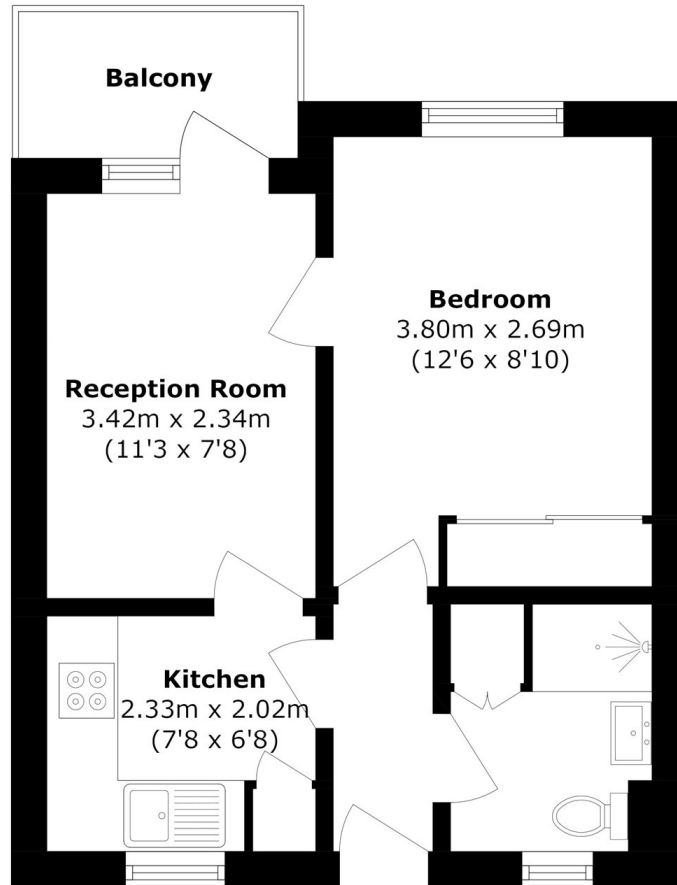 Balcony
Bedroom
3.80m x 2.69m
(12'6 x 8'10)
Reception Room
3.42m x 2.34m
(11'3 x 7'8)
Kitchen
2.33m x 2.02m
(7'8 x 6'8)